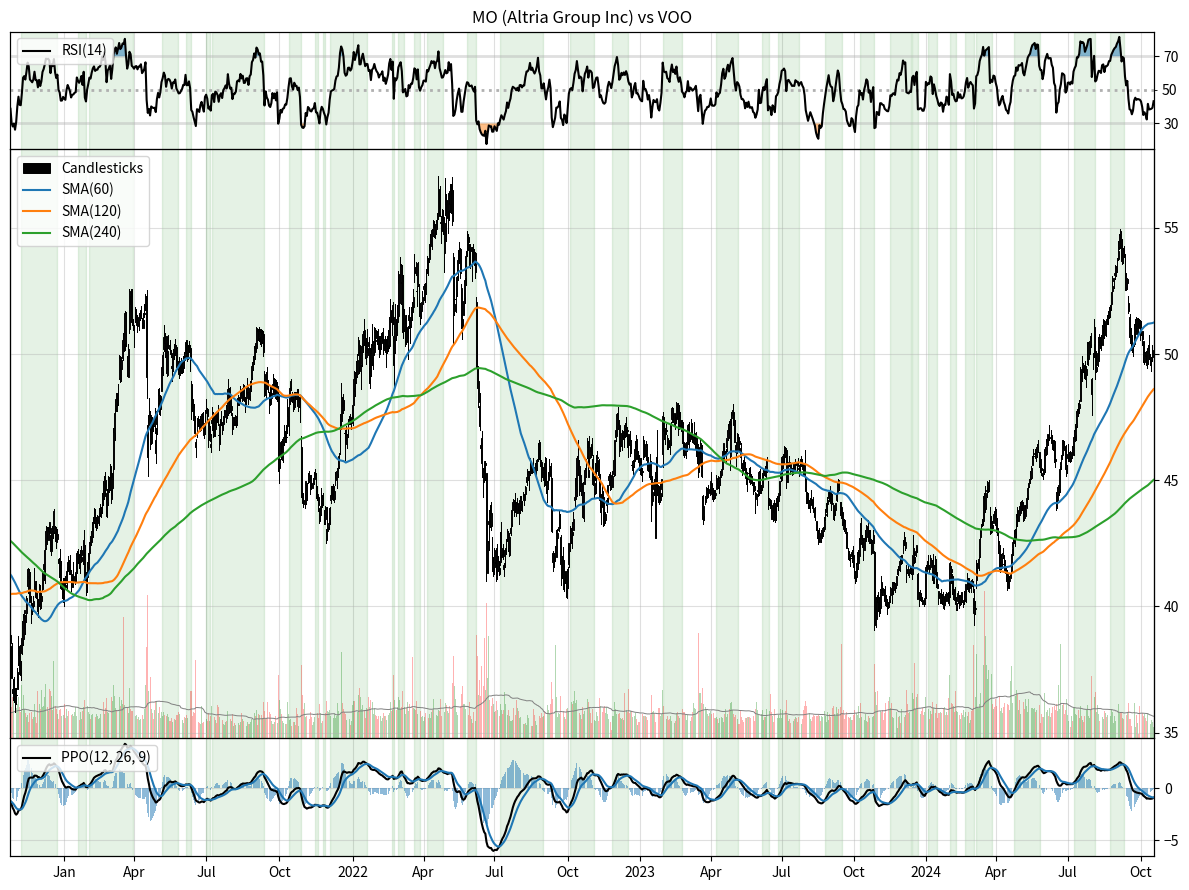 MO (Altria Group Inc) vs VOO
RSI(14)
70
50
30
Candlesticks
SMA(60)
SMA(120)
SMA(240)
55
50
45
40
35
PPO(12, 26, 9)
0
−5
Jan Apr Jul Oct 2022 Apr Jul Oct 2023 Apr Jul Oct 2024 Apr Jul Oct